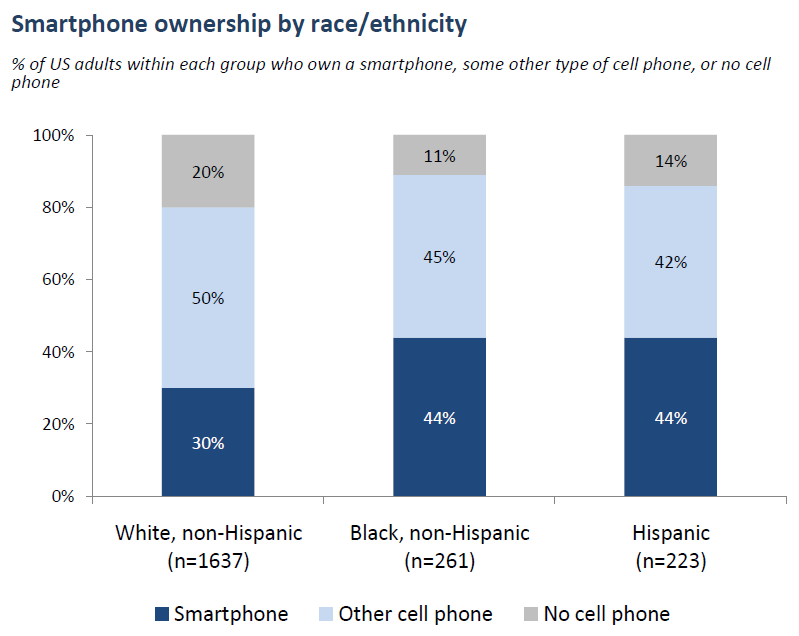 Smartphone ownership by race/ethnicity
% of US adults within each group who own a smartphone, some other type of cell phone, or no cell
phone
100%
80%
60%
40%
20%
0%
20%
50%
30%
11%
45%
44%
14%
42%
44%
White, non-Hispanic
(n=1637)
Black, non-Hispanic
(n=261)
Hispanic
(n=223)
Smartphone Other cell phone No cell phone